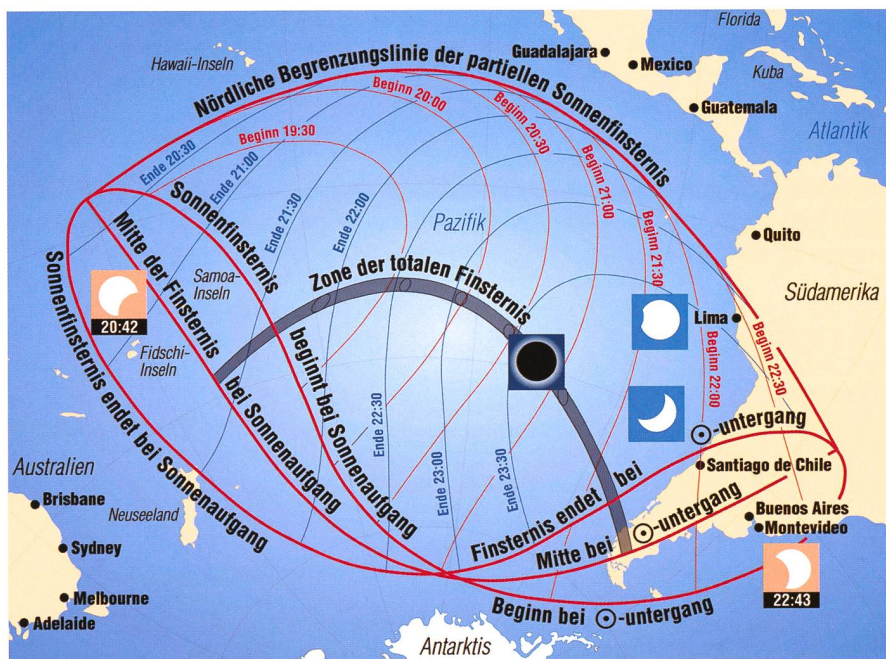 Florida
Hawaii-Inseln
Guadalajara
Mexico
Kuba
Guatemala
Atlantik
Nördliche Begrenzungslinie der partiellen Sonnenfinsternis
Beginn 19:30
Beginn 20:00
Beginn 20:30
Beginn 21:00
Beginn 21:30
Beginn 22:00
Beginn 22:30
Ende 20:30
Ende 21:00
Ende 21:30
Ende 22:00
Ende 22:30
Ende 23:00
Ende 23:30
Pazifik
Quito
Südamerika
Lima
Sonnenfinsternis beginnt bei Sonnenaufgang
Mitte der Finsternis bei Sonnenaufgang
Sonnenfinsternis endet bei Sonnenaufgang
Samoa-
Inseln
Zone der totalen Finsternis
20:42
Fidschi-
Inseln
Finsternis endet bei ☉-untergang
Mitte bei ☉-untergang
Beginn bei ☉-untergang
Santiago de Chile
Buenos Aires
Montevideo
22:43
Australien
Brisbane
Neuseeland
Sydney
Melbourne
Adelaide
Antarktis